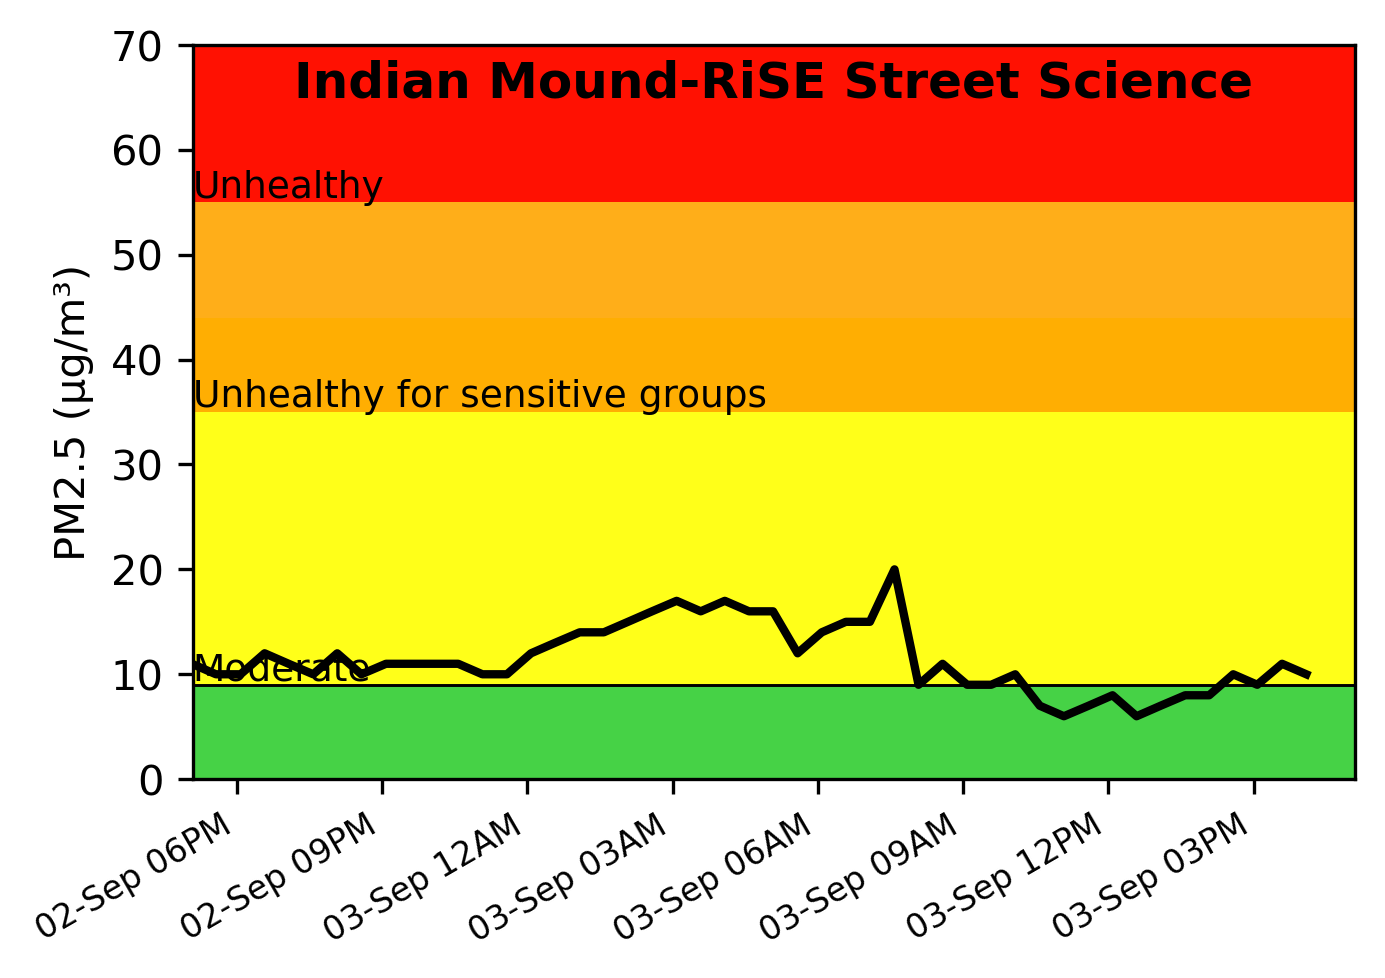 Indian Mound-RiSE Street Science
70
60
Unhealthy
50
40
Unhealthy for sensitive groups
30
20
Moderate
10
0
PM2.5 (μg/m³)
02-Sep 06PM
02-Sep 09PM
03-Sep 12AM
03-Sep 03AM
03-Sep 06AM
03-Sep 09AM
03-Sep 12PM
03-Sep 03PM